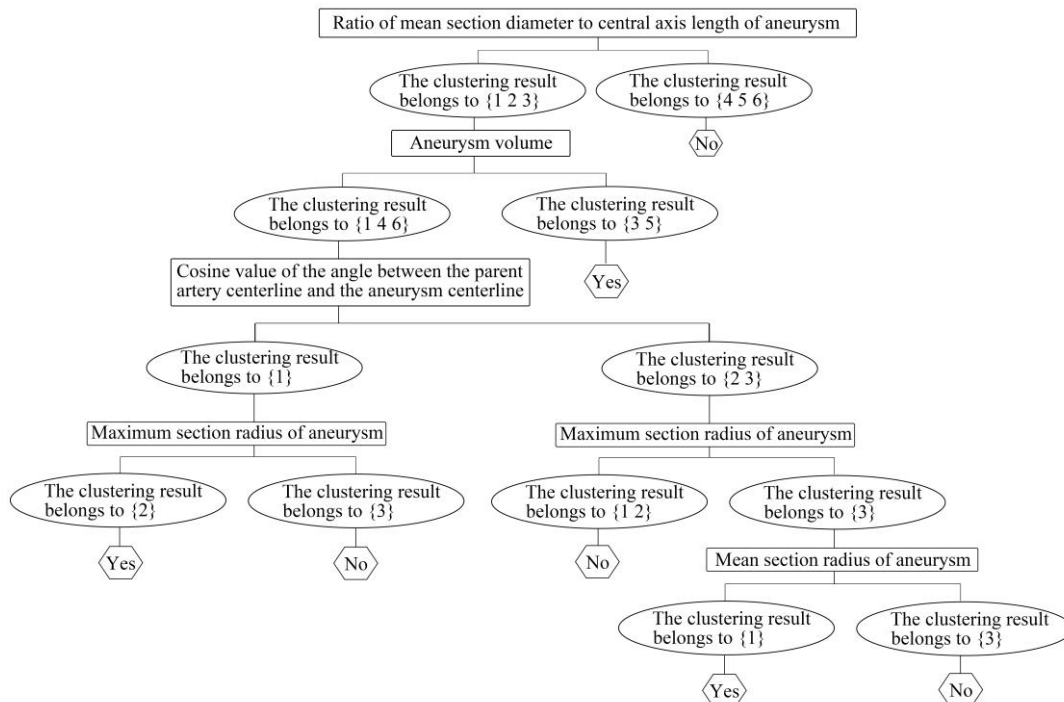 Ratio of mean section diameter to central axis length of aneurysm
The clustering result
belongs to {1 2 3}
The clustering result
belongs to {4 5 6}
Aneurysm volume
No
The clustering result
belongs to {1 4 6}
The clustering result
belongs to {3 5}
Cosine value of the angle between the parent
artery centerline and the aneurysm centerline
Yes
The clustering result
belongs to {1}
The clustering result
belongs to {2 3}
Maximum section radius of aneurysm
Maximum section radius of aneurysm
The clustering result
belongs to {2}
The clustering result
belongs to {3}
The clustering result
belongs to {1 2}
The clustering result
belongs to {3}
Yes
No
No
Mean section radius of aneurysm
The clustering result
belongs to {1}
The clustering result
belongs to {3}
Yes
No